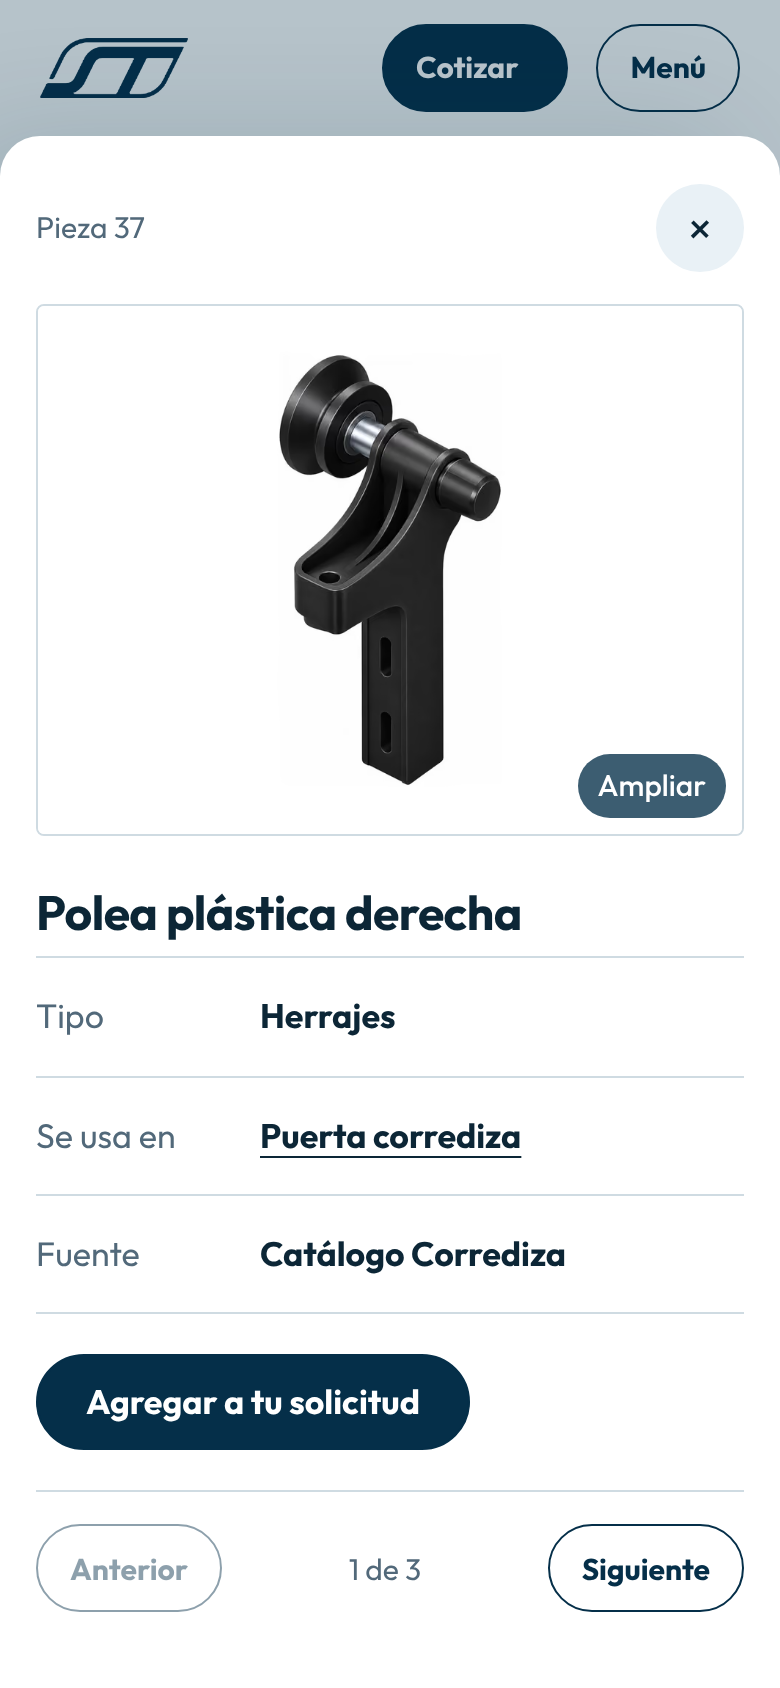 ST
Cotizar
Menú
Pieza 37
×
Ampliar
Polea plástica derecha
Tipo
Herrajes
Se usa en
Puerta corrediza
Fuente
Catálogo Corrediza
Agregar a tu solicitud
Anterior
1 de 3
Siguiente